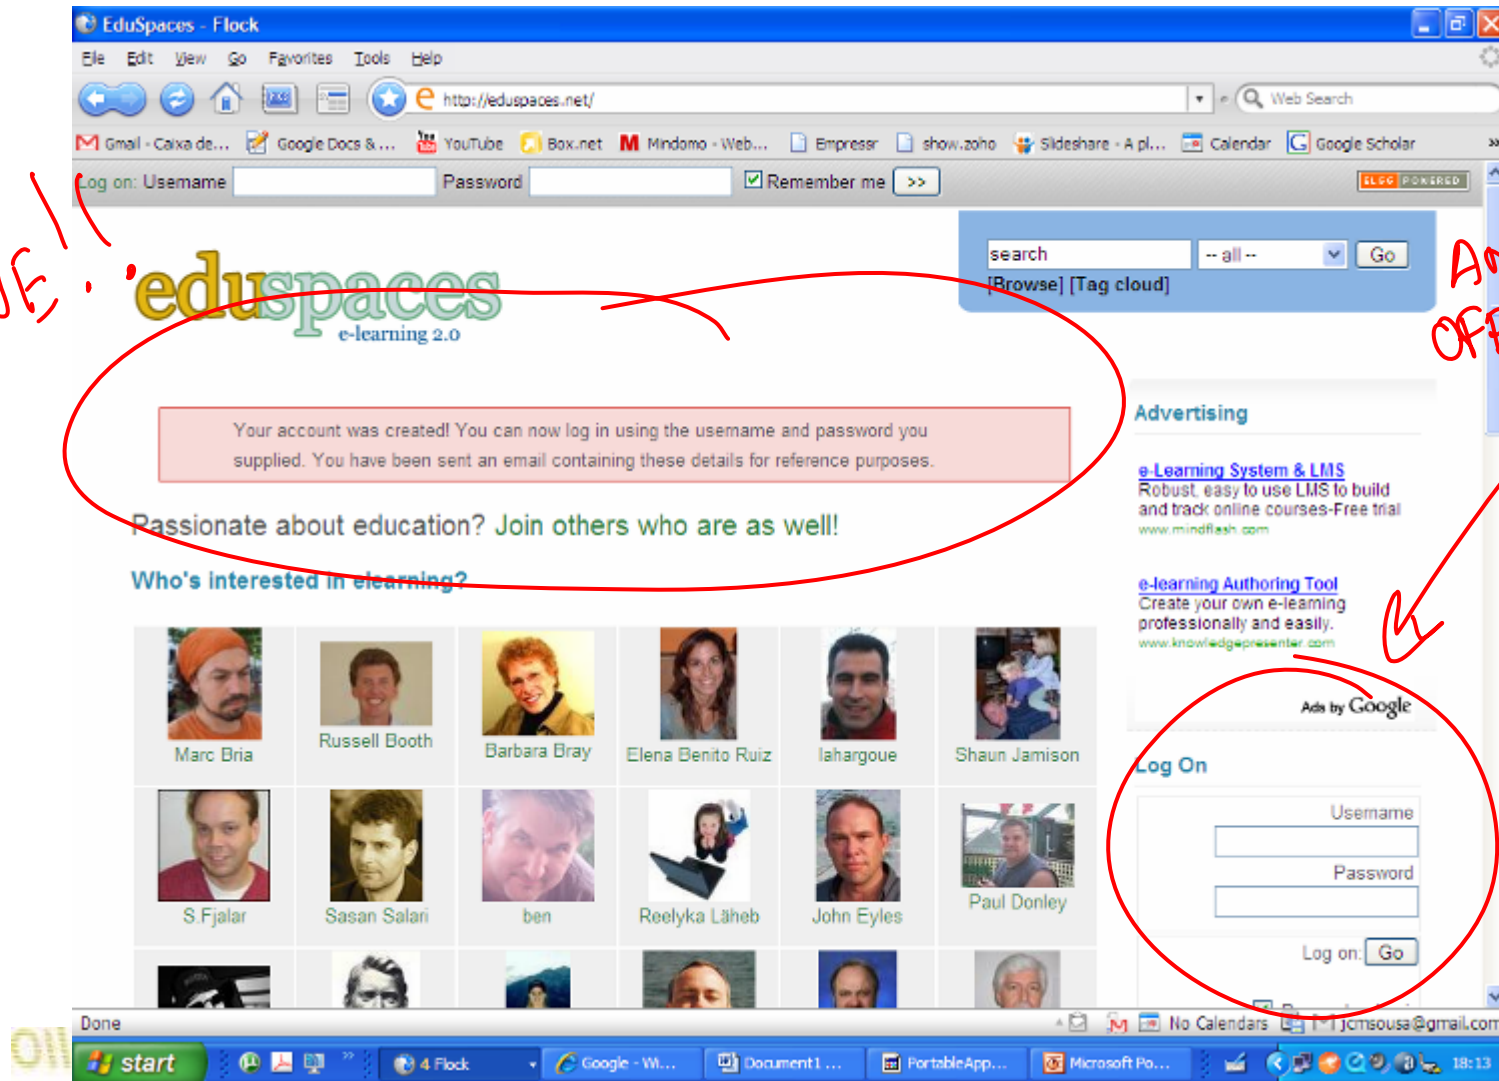 EduSpaces - Flock
File Edit View Go Favorites Tools Help
http://eduspaces.net/
Web Search
Gmail - Caixa de... Google Docs & ... YouTube Box.net Mindomo - Web... Empressr show.zoho Slideshare - A pl... Calendar Google Scholar »
Log on: Username Password Remember me >>
ELGG POWERED
eduspaces
e-learning 2.0
search -- all -- Go
[Browse] [Tag cloud]
Your account was created! You can now log in using the username and password you
supplied. You have been sent an email containing these details for reference purposes.
Passionate about education? Join others who are as well!
Who's interested in elearning?
Marc Bria Russell Booth Barbara Bray Elena Benito Ruiz lahargoue Shaun Jamison
S.Fjalar Sasan Salari ben Reelyka Läheb John Eyles Paul Donley
Advertising
e-Learning System & LMS
Robust, easy to use LMS to build
and track online courses-Free trial
www.mindflash.com
e-learning Authoring Tool
Create your own e-learning
professionally and easily.
www.knowledgepresenter.com
Ads by Google
Log On
Username
Password
Log on: Go
Done
No Calendars jcmsousa@gmail.com
start » 4 Flock Google - Wi... Document1 ... PortableApp... Microsoft Po... 18:13